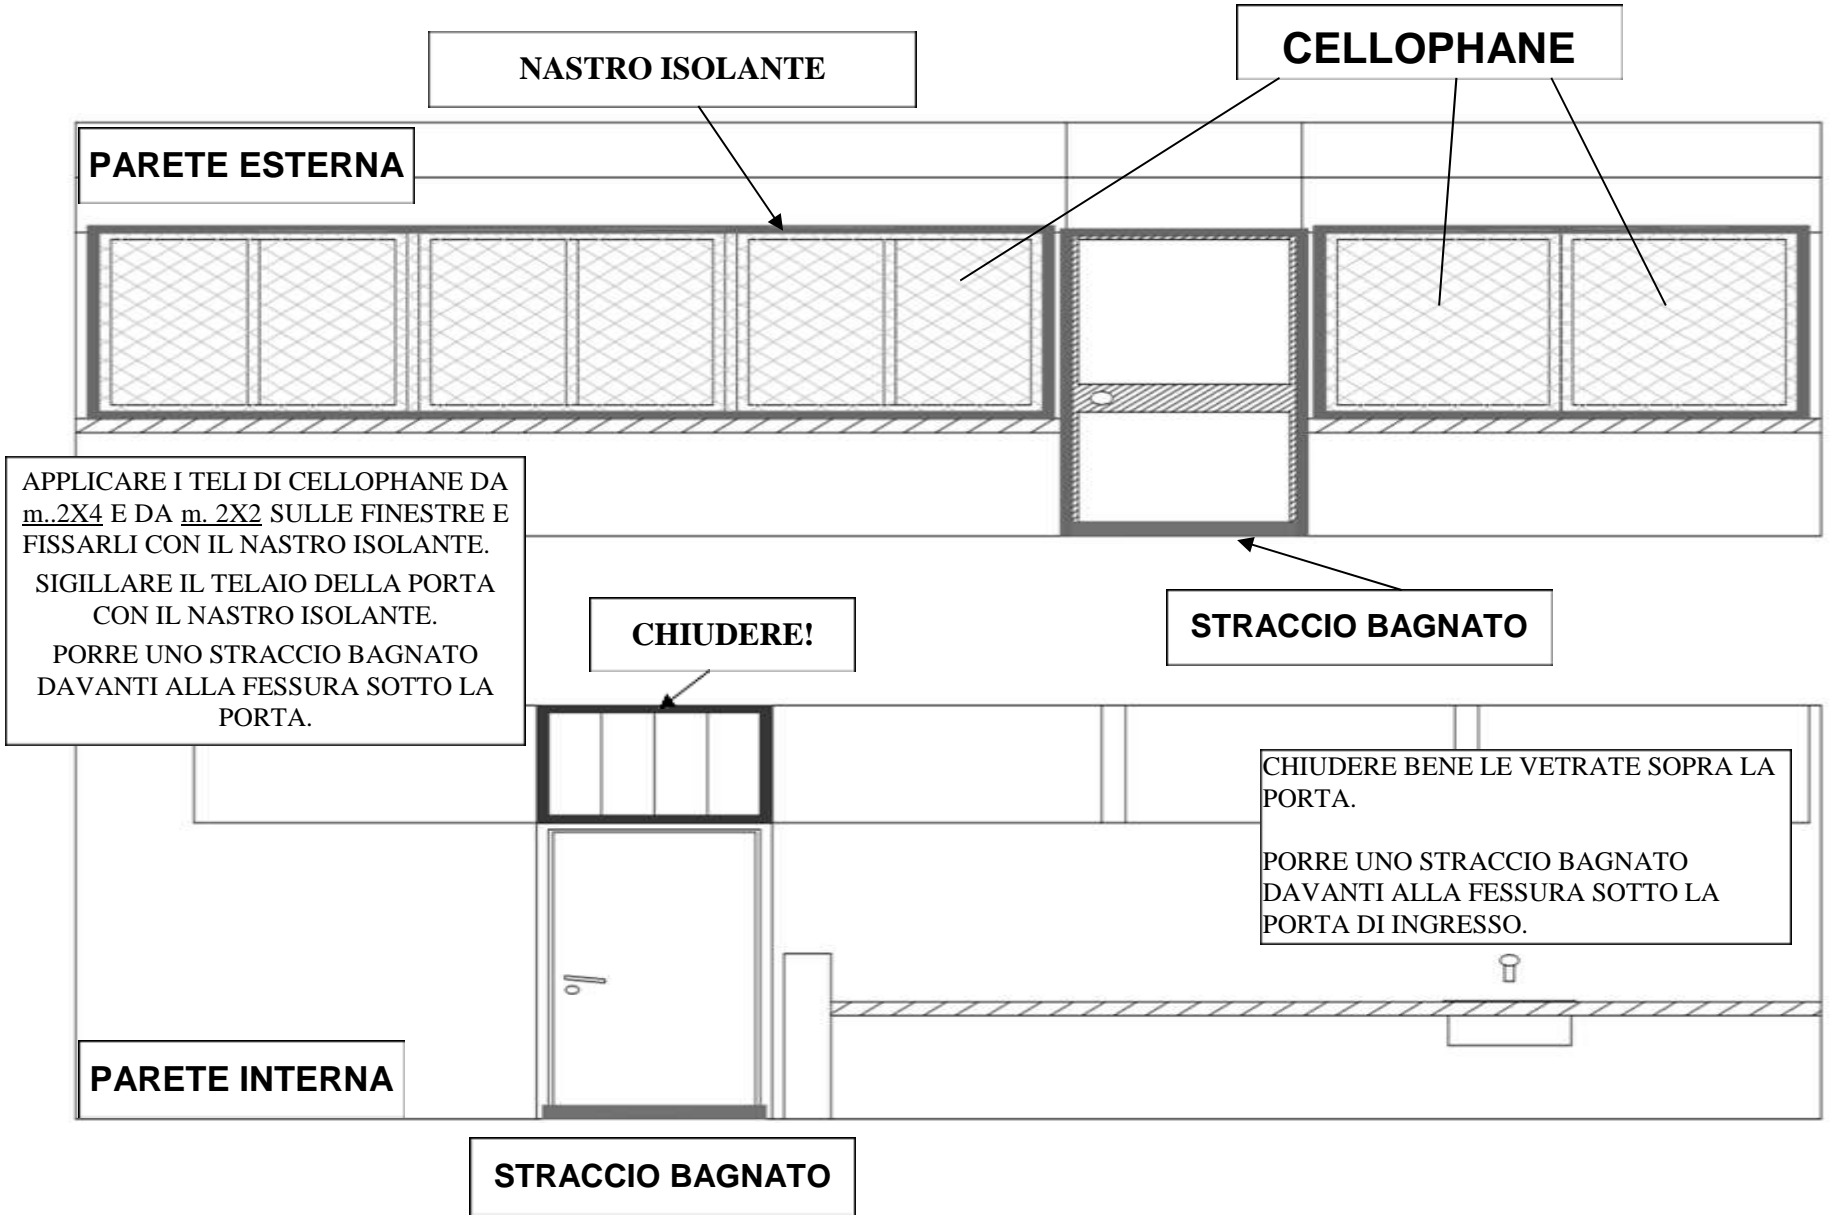 NASTRO ISOLANTE
CELLOPHANE
PARETE ESTERNA
APPLICARE I TELI DI CELLOPHANE DA
m..2X4 E DA m. 2X2 SULLE FINESTRE E
FISSARLI CON IL NASTRO ISOLANTE.
SIGILLARE IL TELAIO DELLA PORTA
CON IL NASTRO ISOLANTE.
PORRE UNO STRACCIO BAGNATO
DAVANTI ALLA FESSURA SOTTO LA
PORTA.
STRACCIO BAGNATO
CHIUDERE!
CHIUDERE BENE LE VETRATE SOPRA LA
PORTA.
PORRE UNO STRACCIO BAGNATO
DAVANTI ALLA FESSURA SOTTO LA
PORTA DI INGRESSO.
PARETE INTERNA
STRACCIO BAGNATO